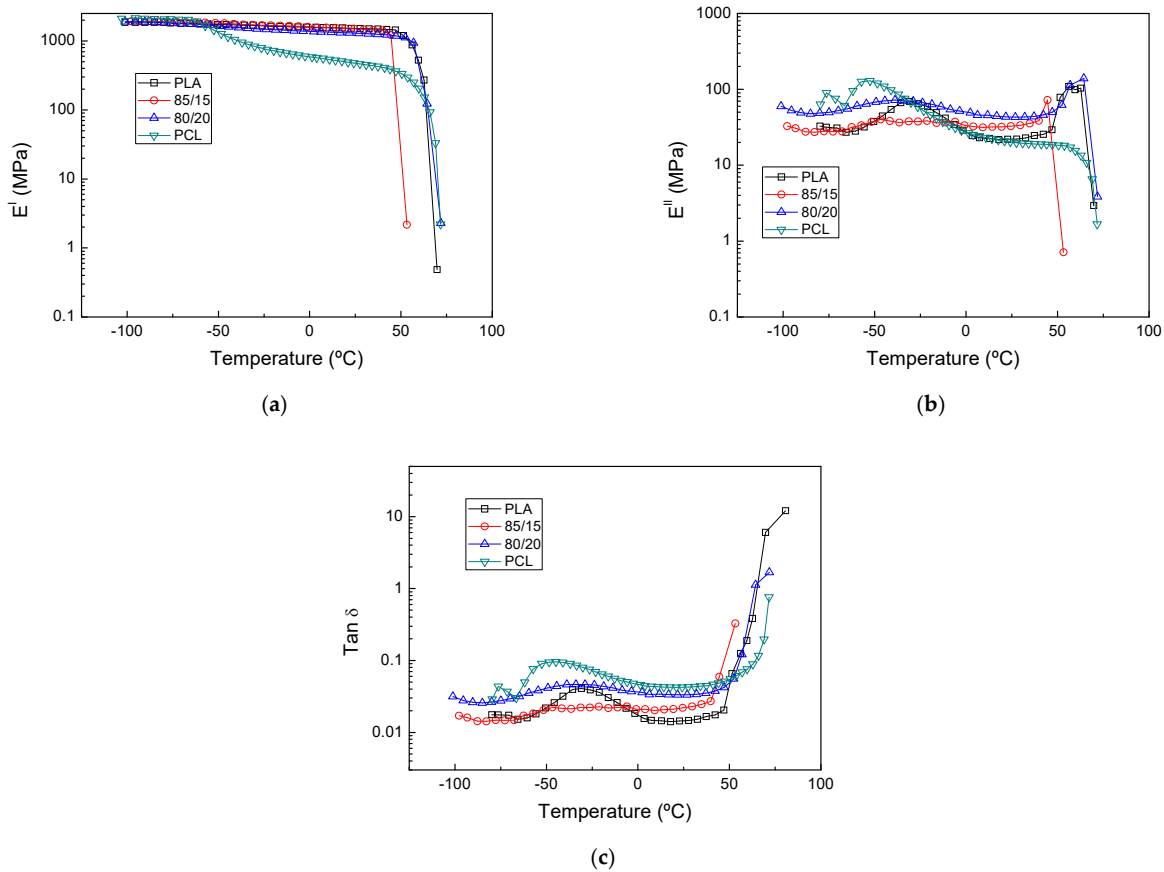 1000
100
10
1
0.1
E^I (MPa)
PLA
85/15
80/20
PCL
-100 -50 0 50 100
Temperature (ºC)
(a)
1000
100
10
1
0.1
E^II (MPa)
PLA
85/15
80/20
PCL
-100 -50 0 50 100
Temperature (ºC)
(b)
10
1
0.1
0.01
Tan δ
PLA
85/15
80/20
PCL
-100 -50 0 50 100
Temperature (ºC)
(c)